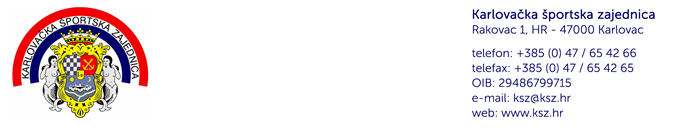 KARLOVAČKA ŠPORTSKA ZAJEDNICA
Karlovačka športska zajednica
Rakovac 1, HR - 47000 Karlovac
telefon: +385 (0) 47 / 65 42 66
telefax: +385 (0) 47 / 65 42 65
OIB: 29486799715
e-mail: ksz@ksz.hr
web: www.ksz.hr